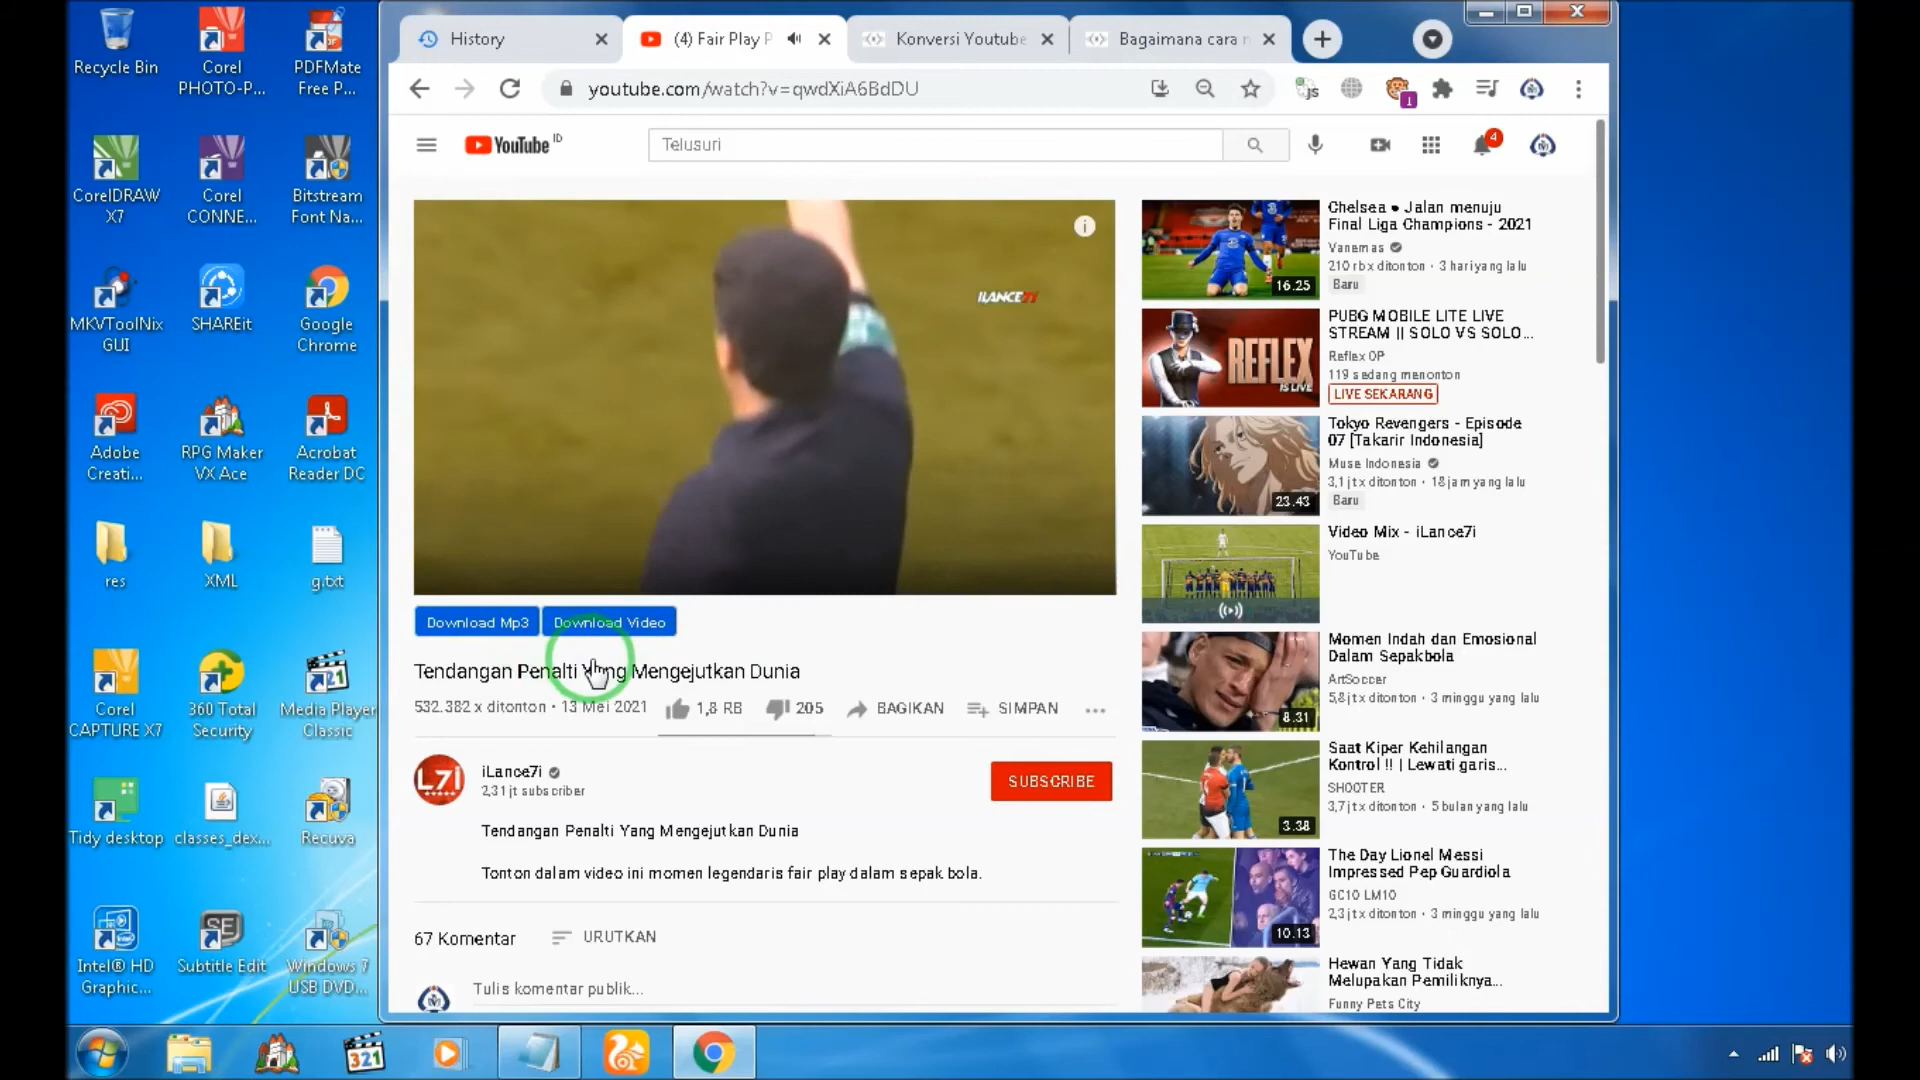 Recycle Bin
Corel
PHOTO-P...
PDFMate
Free P...
CorelDRAW
X7
Corel
CONNE...
Bitstream
Font Na...
MKVToolNix
GUI
SHAREit
Google
Chrome
Adobe
Creati...
RPG Maker
VX Ace
Acrobat
Reader DC
res
XML
g.txt
Corel
CAPTURE X7
360 Total
Security
Media Player
Classic
Tidy desktop
classes_dex...
Recuva
Intel® HD
Graphic...
Subtitle Edit
Windows 7
USB DVD...
History
(4) Fair Play P
Konversi Youtube
Bagaimana cara
youtube.com/watch?v=qwdXiA6BdDU
js
1
YouTube ID
Telusuri
4
ILANCE7i
Download Mp3
Download Video
Tendangan Penalti Yang Mengejutkan Dunia
532.382 x ditonton • 13 Mei 2021
1,8 RB
205
BAGIKAN
SIMPAN
L7i
iLance7i
2,31 jt subscriber
SUBSCRIBE
Tendangan Penalti Yang Mengejutkan Dunia
Tonton dalam video ini momen legendaris fair play dalam sepak bola.
67 Komentar
URUTKAN
Tulis komentar publik...
16.25
Chelsea • Jalan menuju
Final Liga Champions - 2021
Vanemas
210 rb x ditonton • 3 hari yang lalu
Baru
REFLEX
IS LIVE
PUBG MOBILE LITE LIVE
STREAM || SOLO VS SOLO...
Reflex OP
119 sedang menonton
LIVE SEKARANG
23.43
Tokyo Revengers - Episode
07 [Takarir Indonesia]
Muse Indonesia
3,1 jt x ditonton • 18 jam yang lalu
Baru
Video Mix - iLance7i
YouTube
8.31
Momen Indah dan Emosional
Dalam Sepakbola
ArtSoccer
5,8 jt x ditonton • 3 minggu yang lalu
3.38
Saat Kiper Kehilangan
Kontrol !! | Lewati garis...
SHOOTER
3,7 jt x ditonton • 5 bulan yang lalu
10.13
The Day Lionel Messi
Impressed Pep Guardiola
GC10 LM10
2,3 jt x ditonton • 3 minggu yang lalu
Hewan Yang Tidak
Melupakan Pemiliknya...
Funny Pets City
321